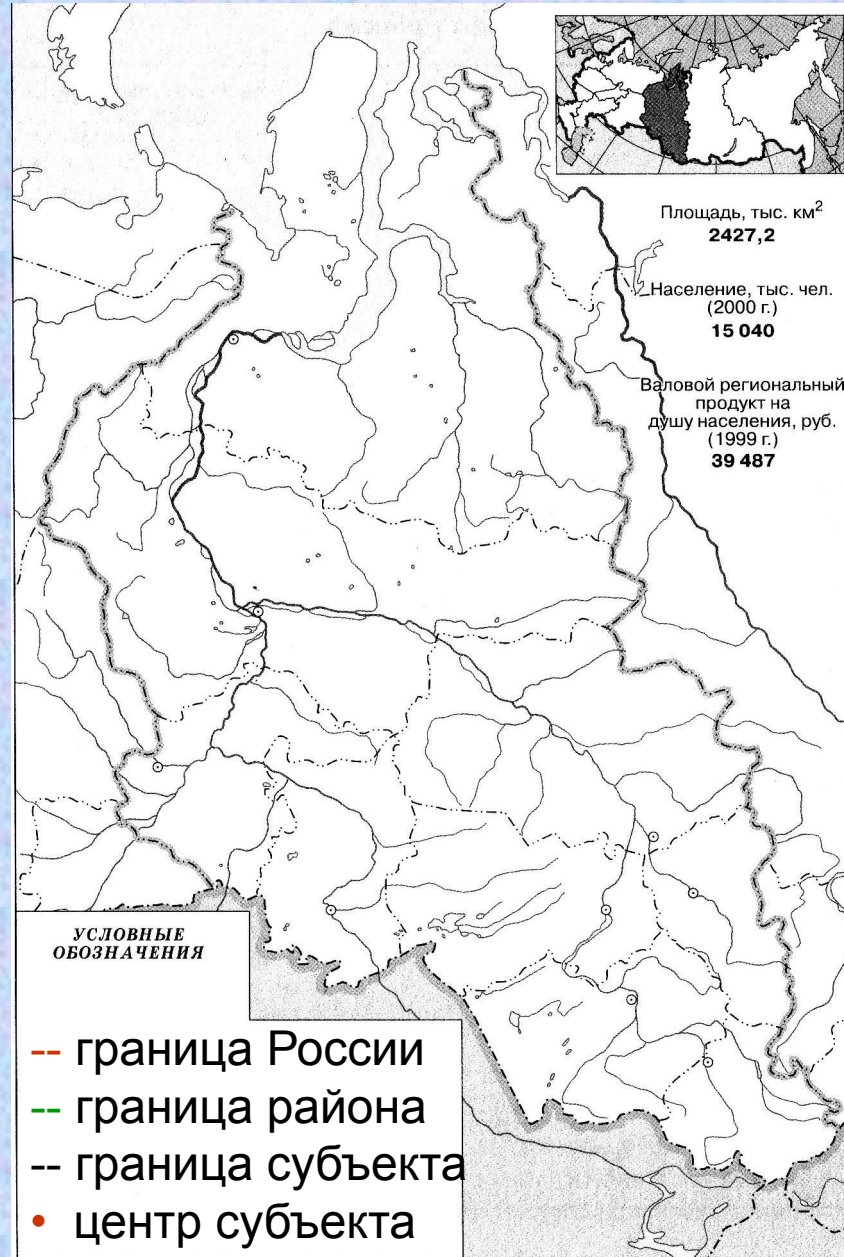 Площадь, тыс. км²
2427,2
Население, тыс. чел.
(2000 г.)
15 040
Валовой региональный
продукт на
душу населения, руб.
(1999 г.)
39 487
УСЛОВНЫЕ
ОБОЗНАЧЕНИЯ
-- граница России
-- граница района
-- граница субъекта
• центр субъекта